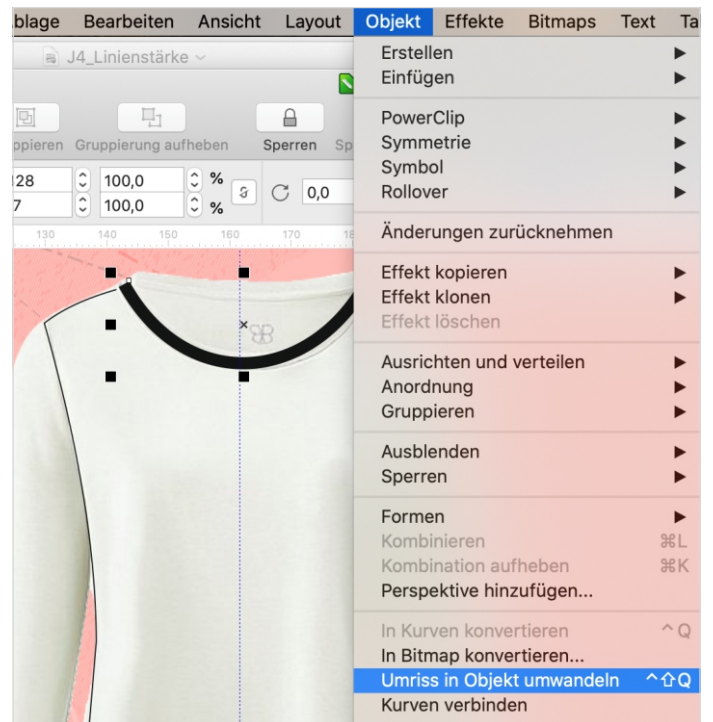 blage Bearbeiten Ansicht Layout Objekt Effekte Bitmaps Text Ta
J4_Linienstärke
ppieren Gruppierung aufheben Sperren Sp
128 100,0 %
7 100,0 % 0,0
130 140 150 160 170 18
Erstellen
Einfügen
PowerClip
Symmetrie
Symbol
Rollover
Änderungen zurücknehmen
Effekt kopieren
Effekt klonen
Effekt löschen
Ausrichten und verteilen
Anordnung
Gruppieren
Ausblenden
Sperren
Formen
Kombinieren ⌘L
Kombination aufheben ⌘K
Perspektive hinzufügen...
In Kurven konvertieren ^Q
In Bitmap konvertieren...
Umriss in Objekt umwandeln ^⇧Q
Kurven verbinden